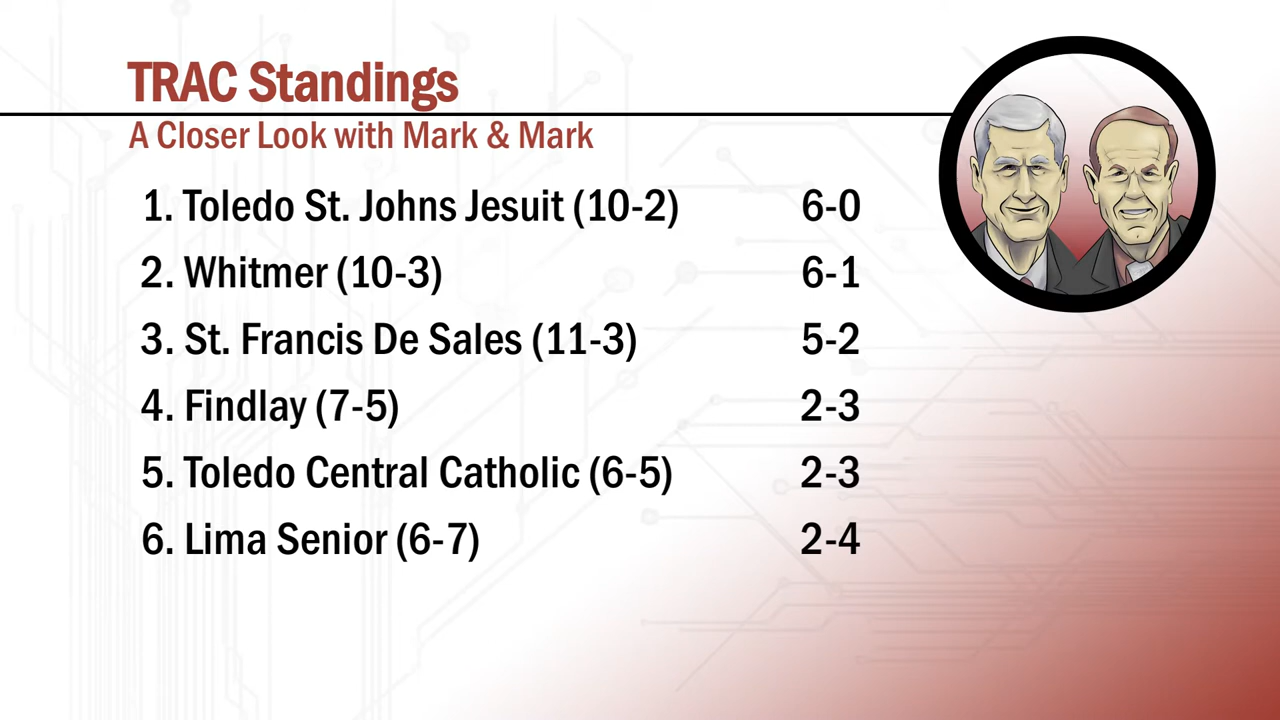 TRAC Standings
A Closer Look with Mark & Mark
1. Toledo St. Johns Jesuit (10-2) 6-0
2. Whitmer (10-3) 6-1
3. St. Francis De Sales (11-3) 5-2
4. Findlay (7-5) 2-3
5. Toledo Central Catholic (6-5) 2-3
6. Lima Senior (6-7) 2-4